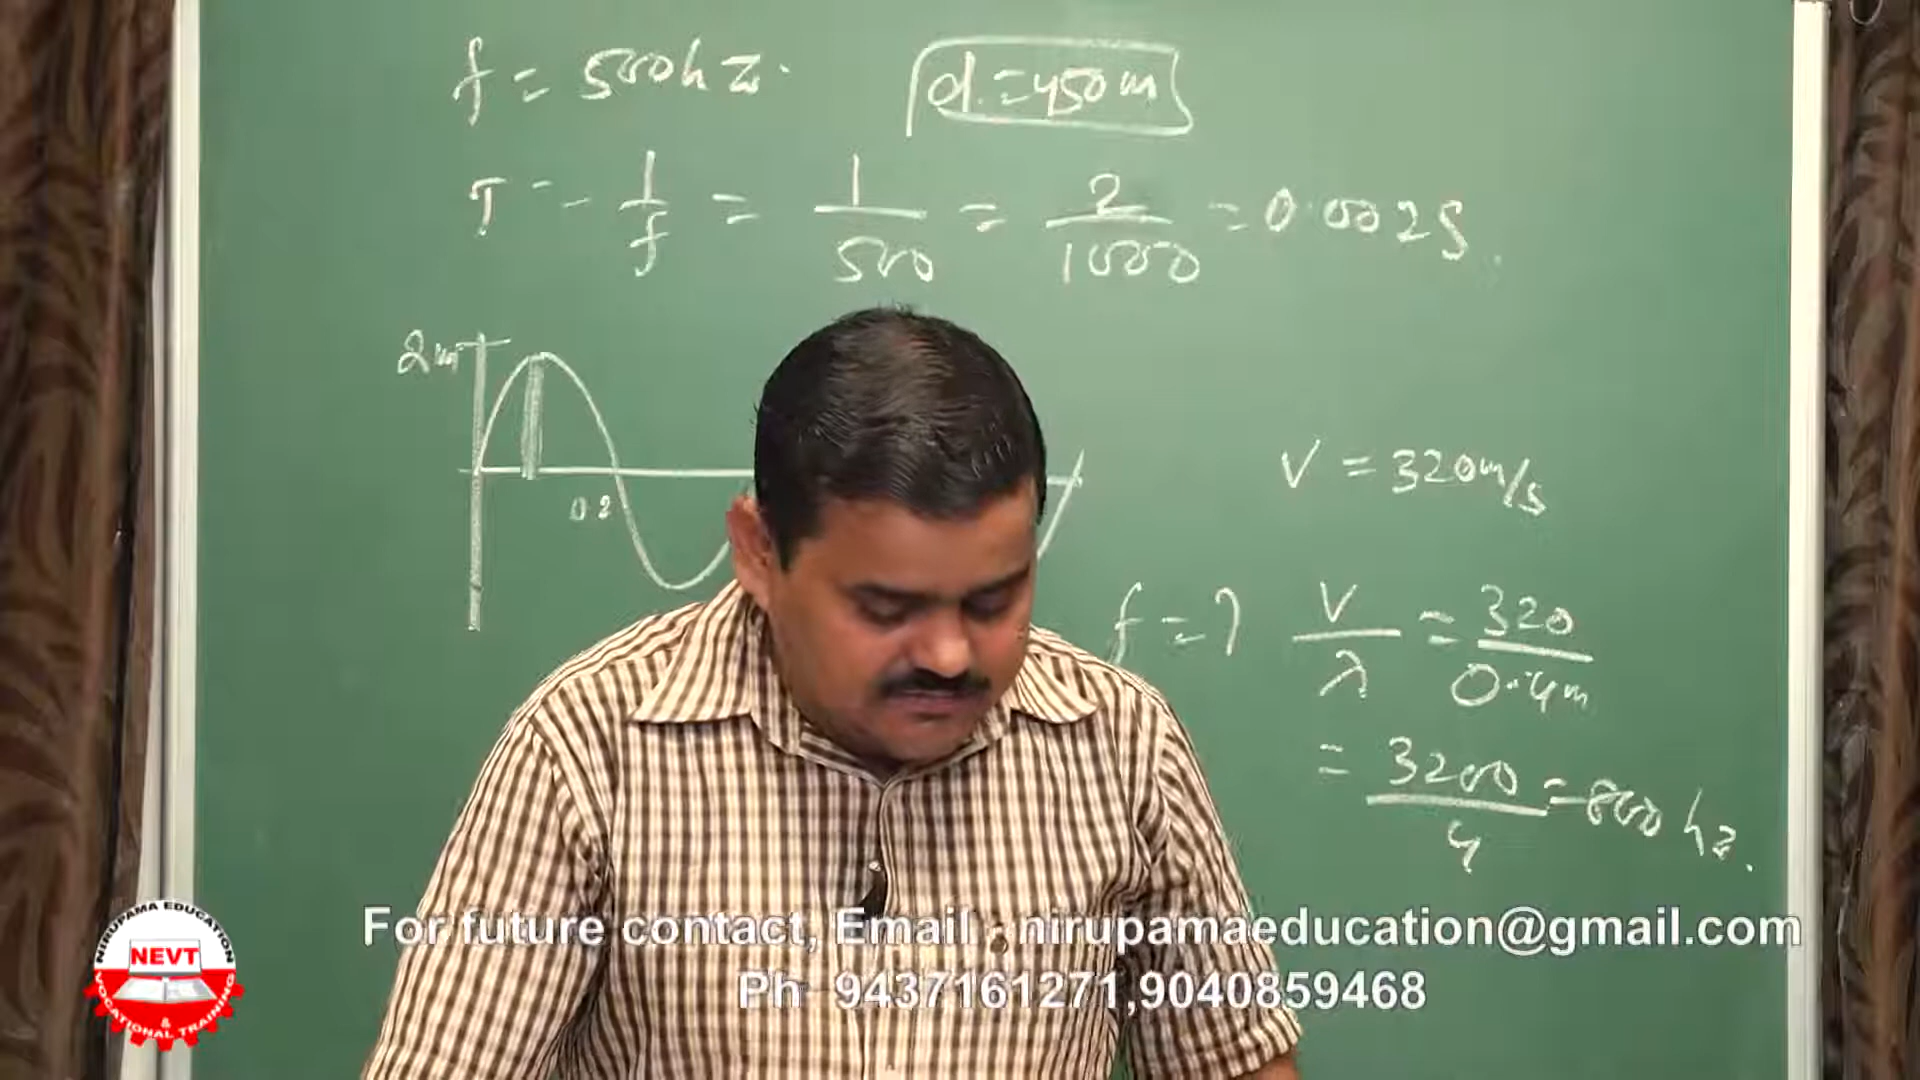 f = 500hz.
d = 450m
T = 1/f = 1/500 = 2/1000 = 0.002S
2m
0.2
V = 320m/s
f = ? V/λ = 320/0.4m
= 3200/4 = 800 hz.
For future contact, Email : nirupamaeducation@gmail.com
Ph 9437161271,9040859468
NIRUPAMA EDUCATION
NEVT
& VOCATIONAL TRAINING